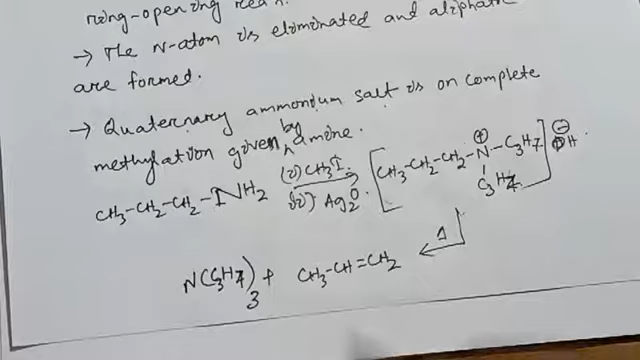 ring-opening
→ The N-atom is eliminated and aliphatic
are formed.
→ Quaternary ammonium salt is on complete
methylation given by amine.
CH3-CH2-CH2-NH2 (i) CH3I. (ii) Ag2O. [CH3-CH2-CH2-N⊕-C3H7] ⊖OH.
C3H7
Δ
N(C3H7)3 + CH3-CH=CH2